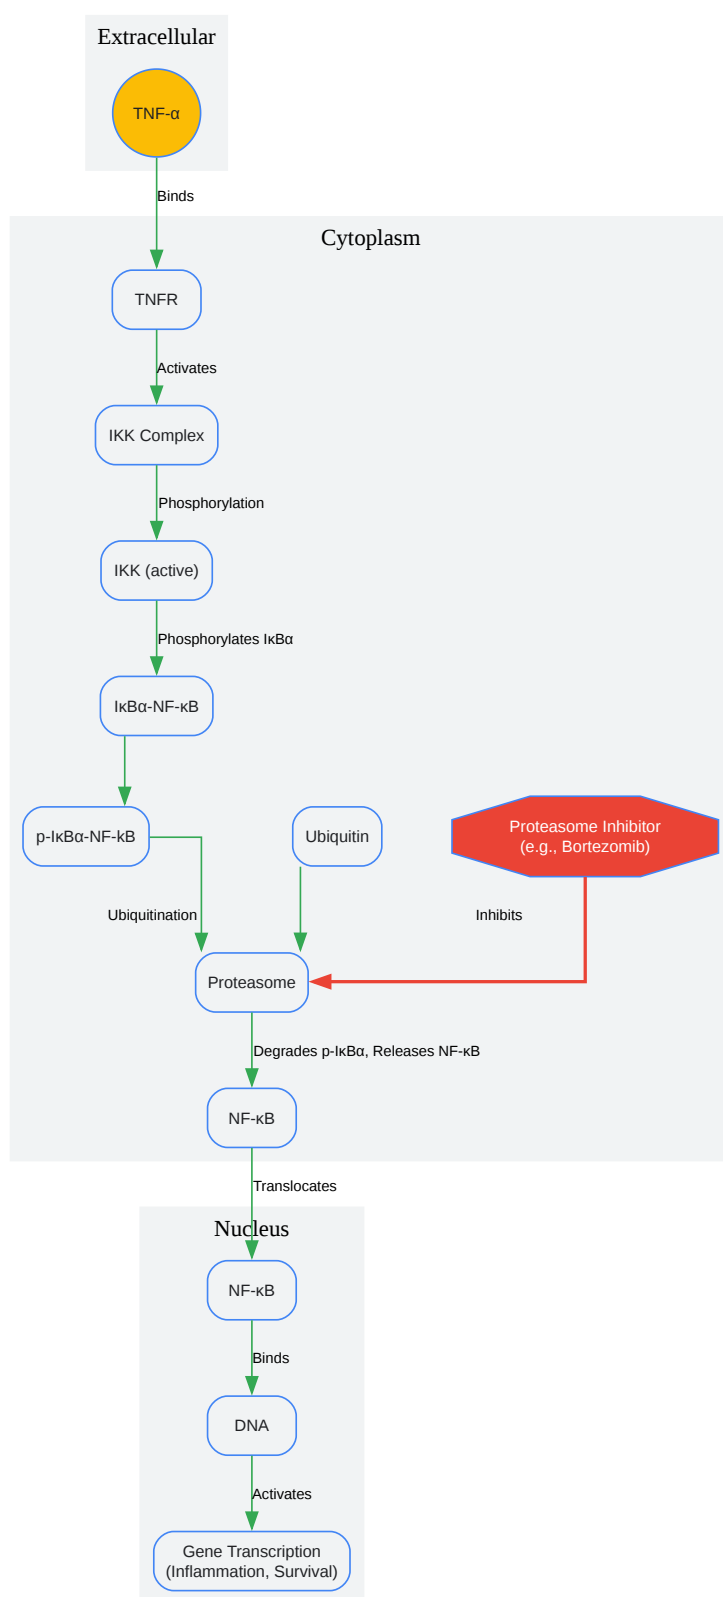 Extracellular
TNF-α
Binds
Cytoplasm
TNFR
Activates
IKK Complex
Phosphorylation
IKK (active)
Phosphorylates IκBα
IκBα-NF-κB
p-IκBα-NF-kB
Ubiquitin
Proteasome Inhibitor
(e.g., Bortezomib)
Ubiquitination
Inhibits
Proteasome
Degrades p-IκBα, Releases NF-κB
NF-κB
Translocates
Nucleus
NF-κB
Binds
DNA
Activates
Gene Transcription
(Inflammation, Survival)